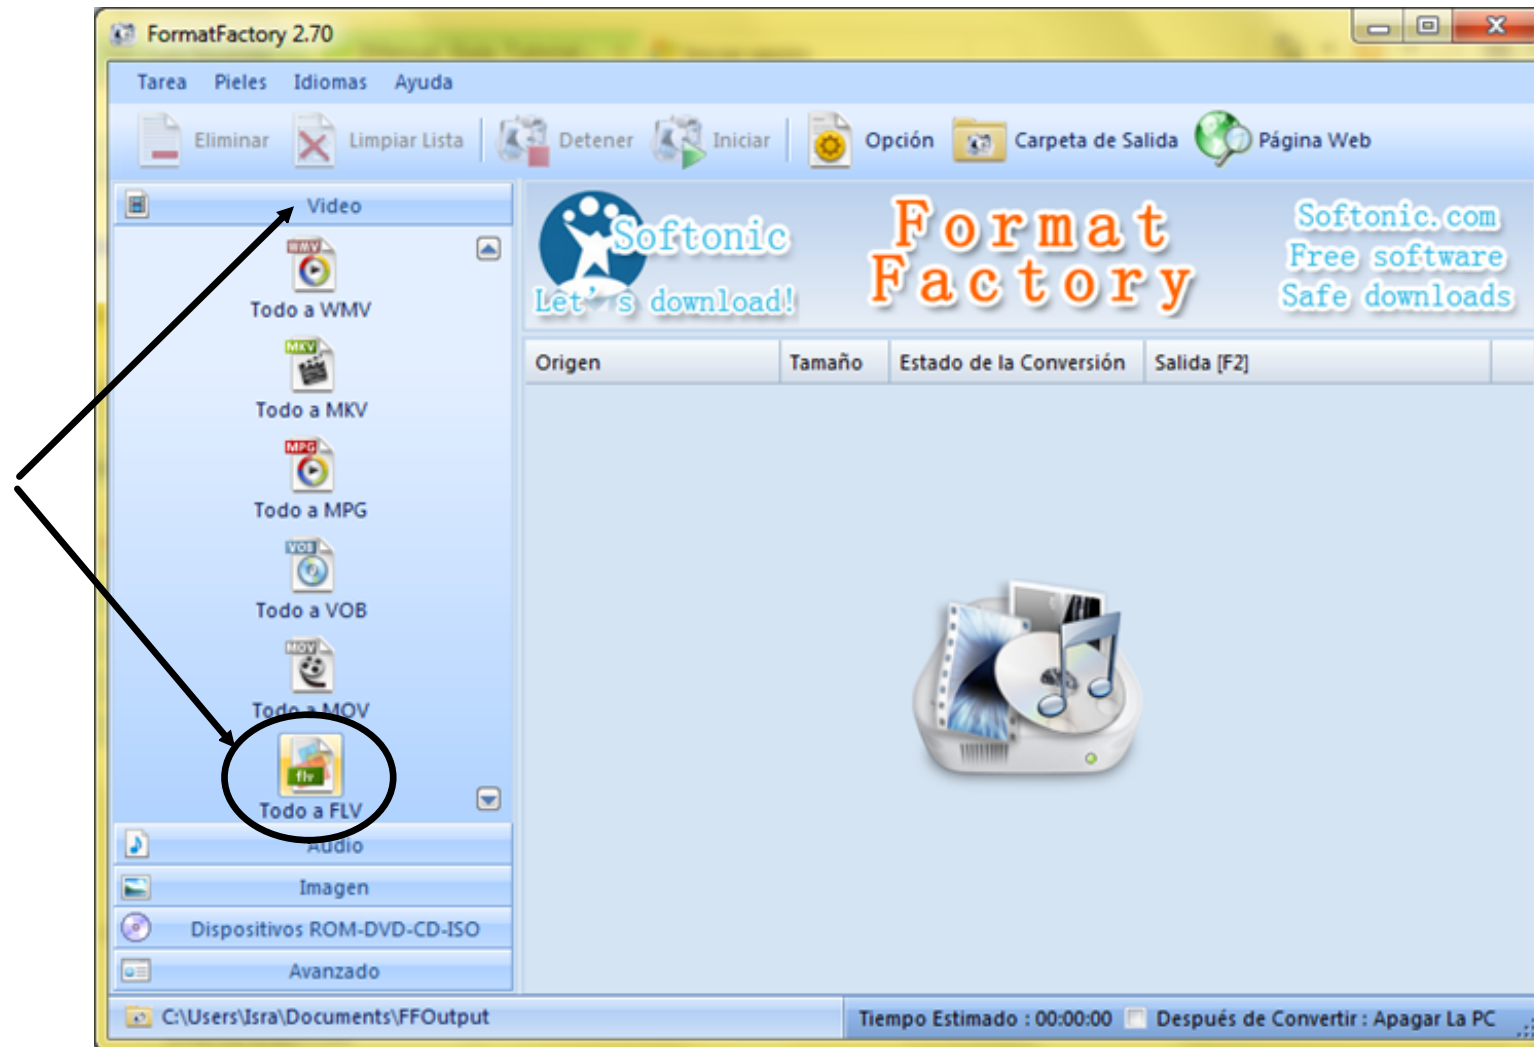 FormatFactory 2.70
Tarea Pieles Idiomas Ayuda
Eliminar Limpiar Lista Detener Iniciar Opción Carpeta de Salida Página Web
Video
WMV
Todo a WMV
MKV
Todo a MKV
MPG
Todo a MPG
VOB
Todo a VOB
MOV
Todo a MOV
flv
Todo a FLV
Audio
Imagen
Dispositivos ROM-DVD-CD-ISO
Avanzado
Softonic
Let's download!
Format
Factory
Softonic.com
Free software
Safe downloads
Origen Tamaño Estado de la Conversión Salida [F2]
C:\Users\Isra\Documents\FFOutput
Tiempo Estimado : 00:00:00 Después de Convertir : Apagar La PC